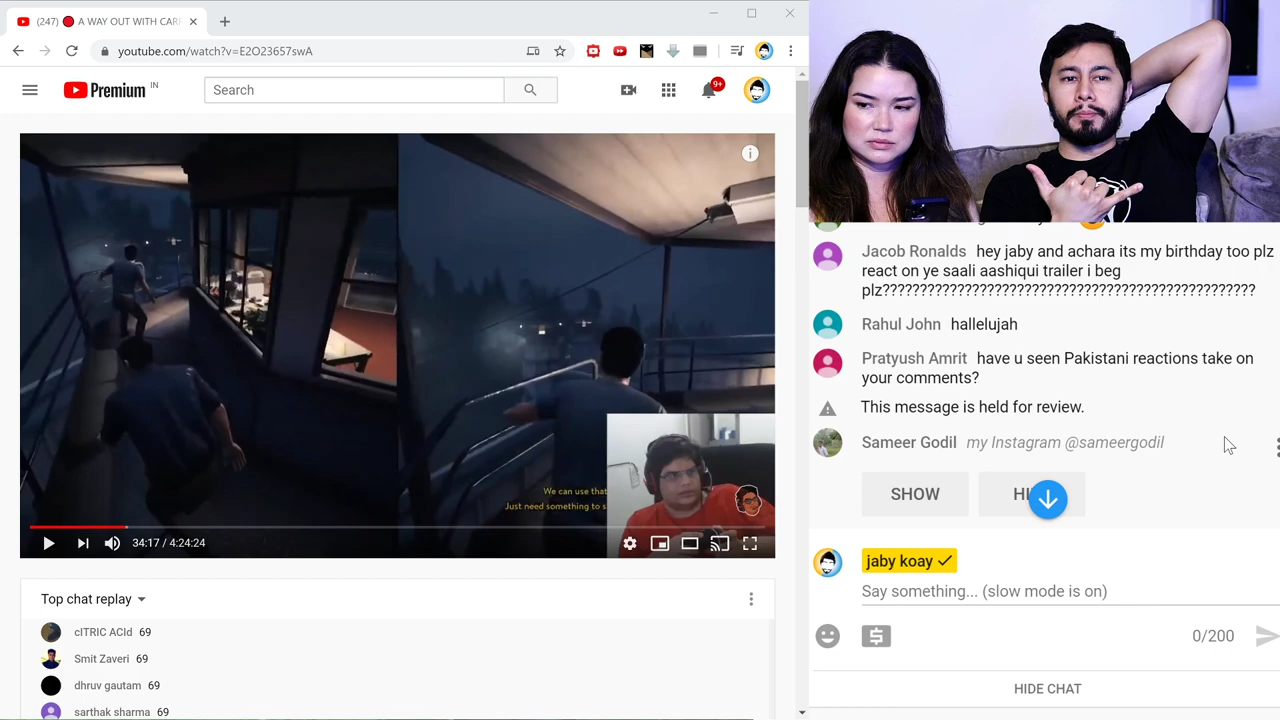 (247) 🔴 A WAY OUT WITH CARR
youtube.com/watch?v=E2O23657swA
Premium IN
Search
9+
We can use that
Just need something to s
34:17 / 4:24:24
Top chat replay
cITRIC ACId 69
Smit Zaveri 69
dhruv gautam 69
sarthak sharma 69
Jacob Ronalds hey jaby and achara its my birthday too plz
react on ye saali aashiqui trailer i beg
plz???????????????????????????????????????????????????
Rahul John hallelujah
Pratyush Amrit have u seen Pakistani reactions take on
your comments?
This message is held for review.
Sameer Godil my Instagram @sameergodil
SHOW
jaby koay
Say something... (slow mode is on)
0/200
HIDE CHAT